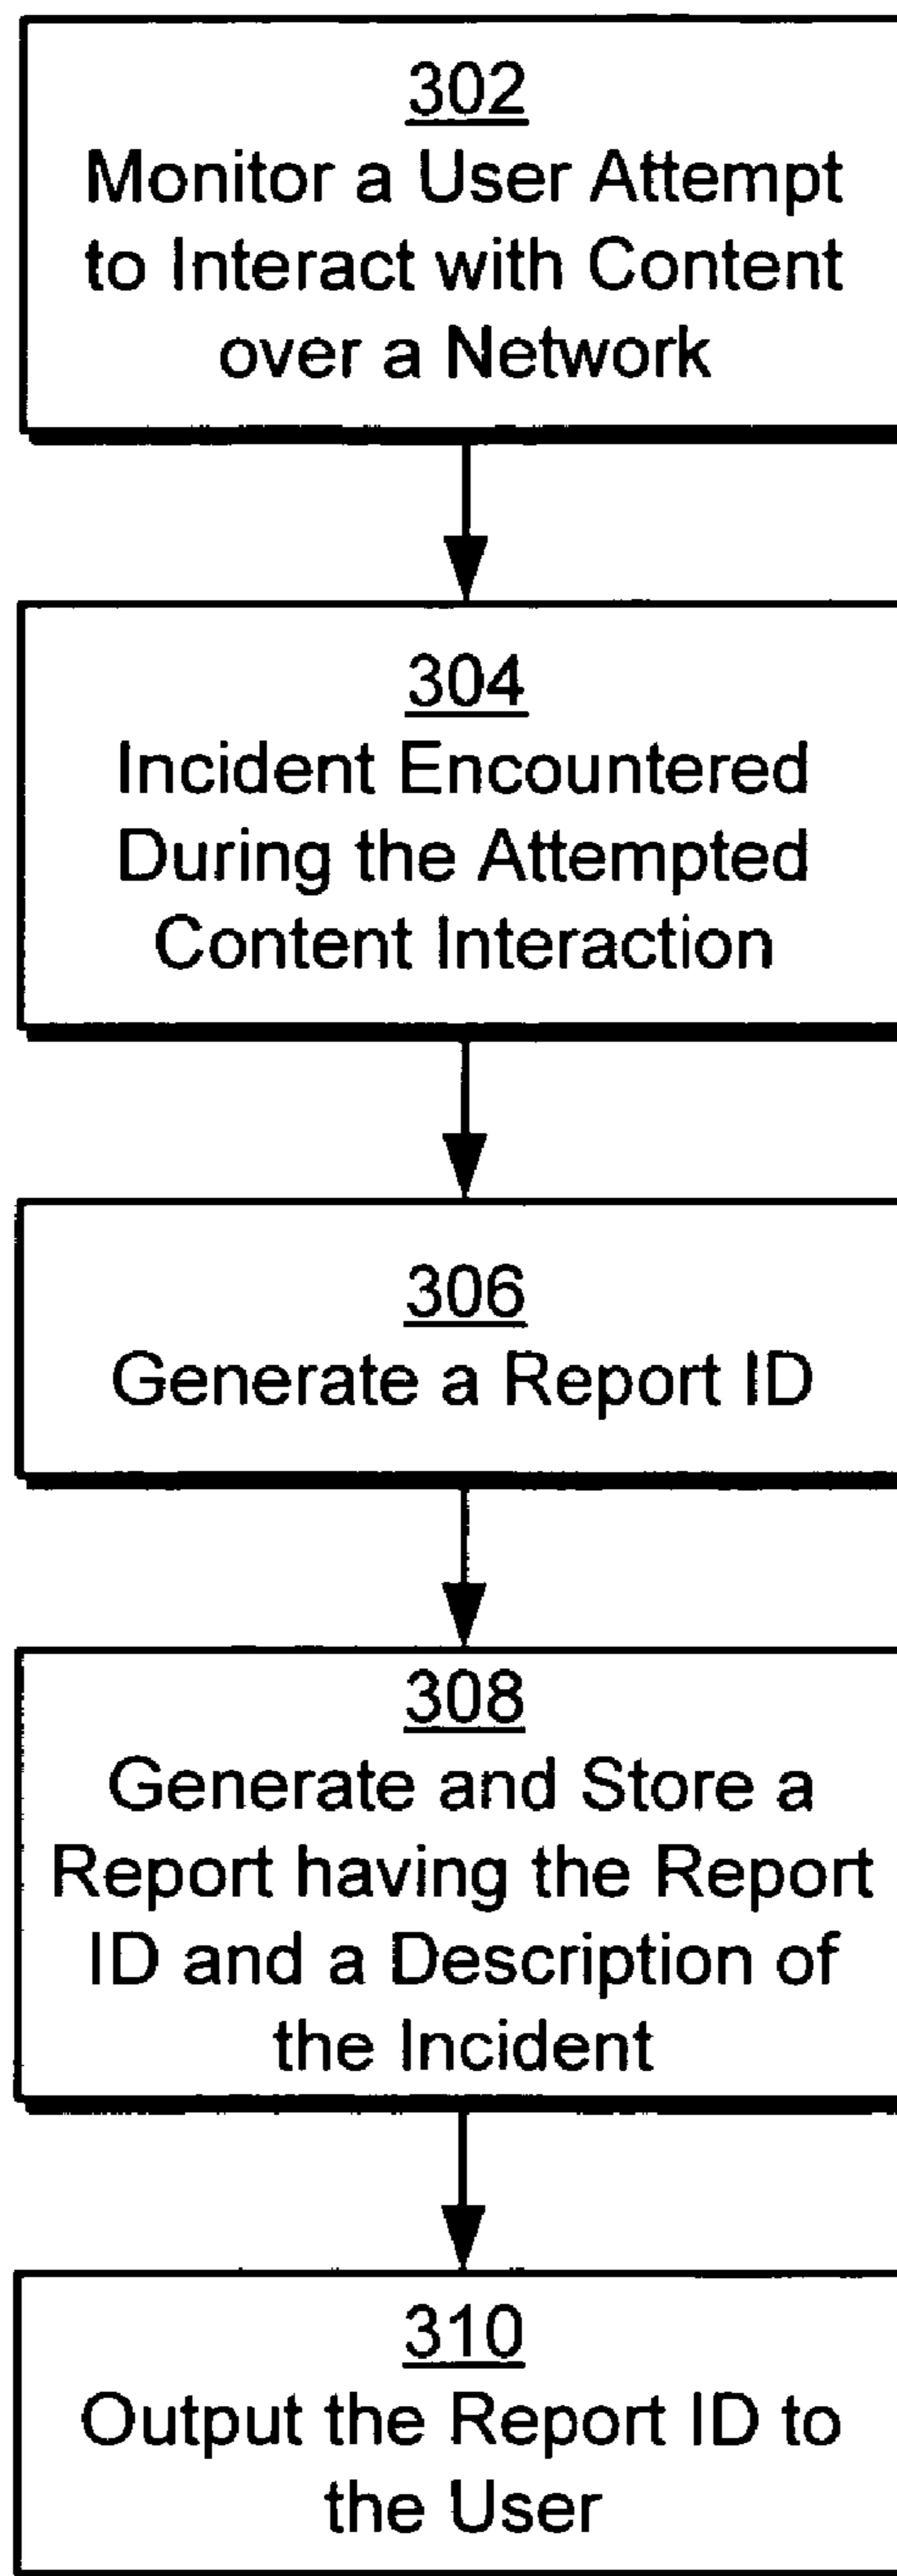 302
Monitor a User Attempt
to Interact with Content
over a Network
304
Incident Encountered
During the Attempted
Content Interaction
306
Generate a Report ID
308
Generate and Store a
Report having the Report
ID and a Description of
the Incident
310
Output the Report ID to
the User